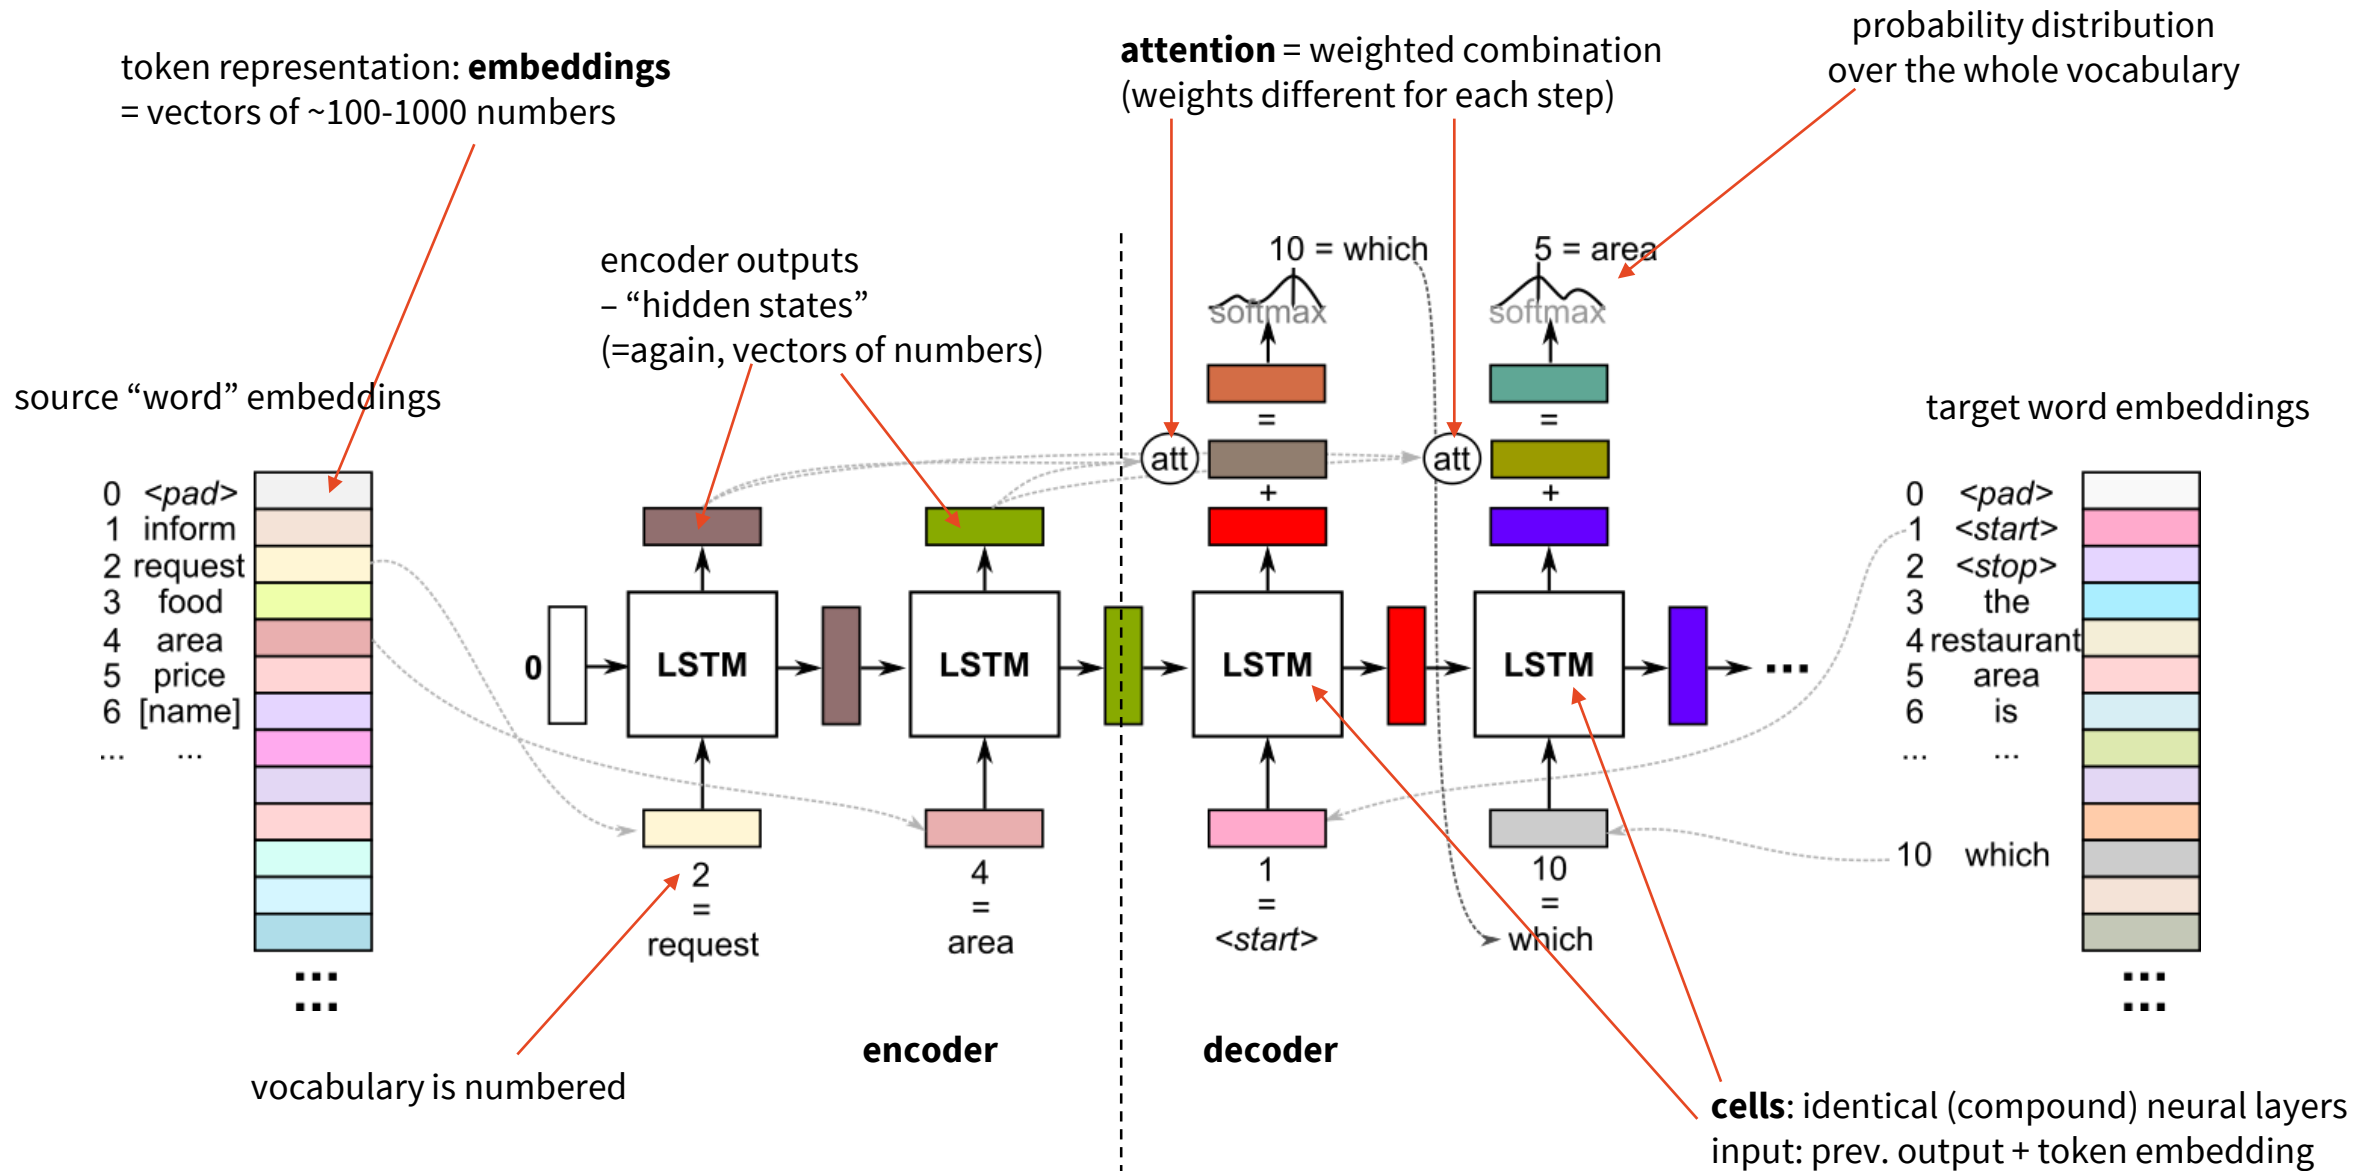 token representation: embeddings
= vectors of ~100-1000 numbers
attention = weighted combination
(weights different for each step)
probability distribution
over the whole vocabulary
encoder outputs
– “hidden states”
(=again, vectors of numbers)
source “word” embeddings
target word embeddings
0 <pad>
1 inform
2 request
3 food
4 area
5 price
6 [name]
... ...
...
...
0
LSTM
LSTM
LSTM
LSTM
...
2
=
request
4
=
area
1
=
<start>
10
=
which
att
+
=
softmax
10 = which
att
+
=
softmax
5 = area
0 <pad>
1 <start>
2 <stop>
3 the
4 restaurant
5 area
6 is
... ...
10 which
...
...
encoder
decoder
vocabulary is numbered
cells: identical (compound) neural layers
input: prev. output + token embedding